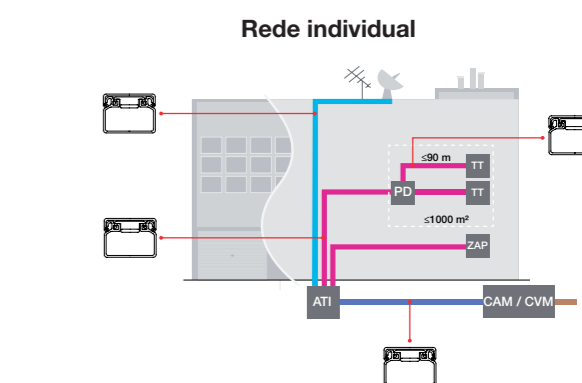 Rede individual
≤90 m
TT
PD
TT
≤1000 m²
ZAP
ATI
CAM / CVM